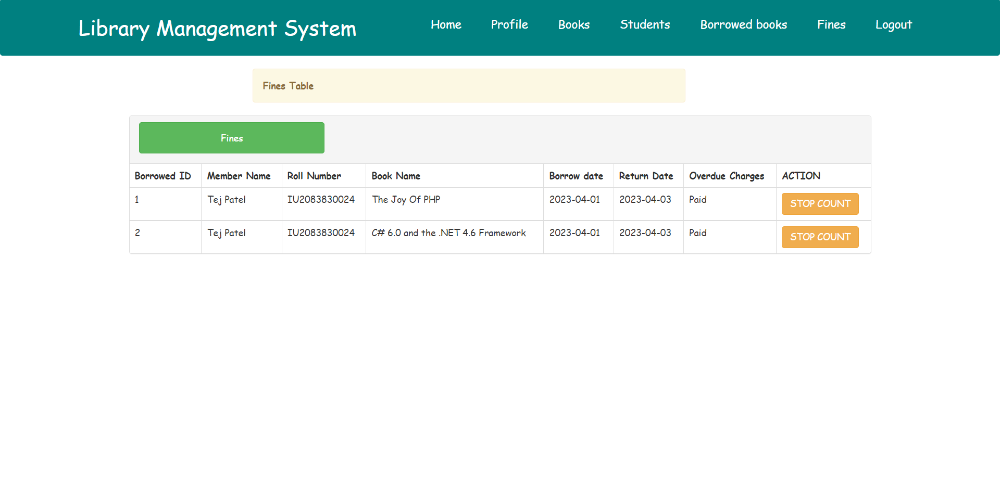 Library Management System Home Profile Books Students Borrowed books Fines Logout
Fines Table
Fines
Borrowed ID Member Name Roll Number Book Name Borrow date Return Date Overdue Charges ACTION
1 Tej Patel IU2083830024 The Joy Of PHP 2023-04-01 2023-04-03 Paid STOP COUNT
2 Tej Patel IU2083830024 C# 6.0 and the .NET 4.6 Framework 2023-04-01 2023-04-03 Paid STOP COUNT